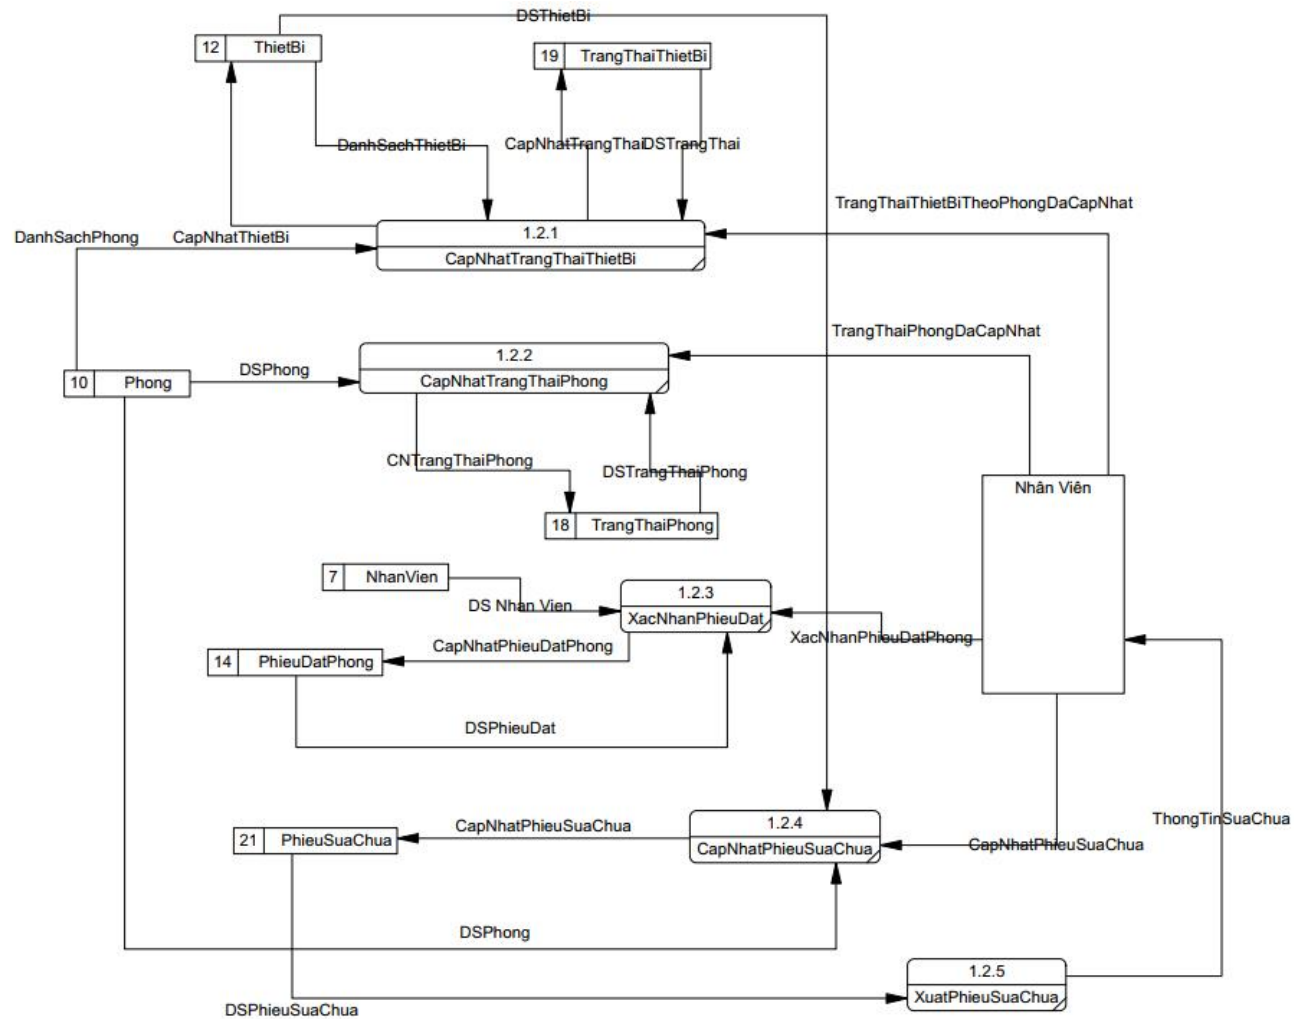 DSThietBi
12 ThietBi
19 TrangThaiThietBi
DanhSachThietBi
CapNhatTrangThai
DSTrangThai
TrangThaiThietBiTheoPhongDaCapNhat
DanhSachPhong
CapNhatThietBi
1.2.1
CapNhatTrangThaiThietBi
TrangThaiPhongDaCapNhat
1.2.2
CapNhatTrangThaiPhong
DSPhong
10 Phong
CNTrangThaiPhong
DSTrangThaiPhong
Nhân Viên
18 TrangThaiPhong
7 NhanVien
DS Nhan Vien
1.2.3
XacNhanPhieuDat
XacNhanPhieuDatPhong
CapNhatPhieuDatPhong
14 PhieuDatPhong
DSPhieuDat
1.2.4
CapNhatPhieuSuaChua
CapNhatPhieuSuaChua
21 PhieuSuaChua
CapNhatPhieuSuaChua
ThongTinSuaChua
DSPhong
1.2.5
XuatPhieuSuaChua
DSPhieuSuaChua